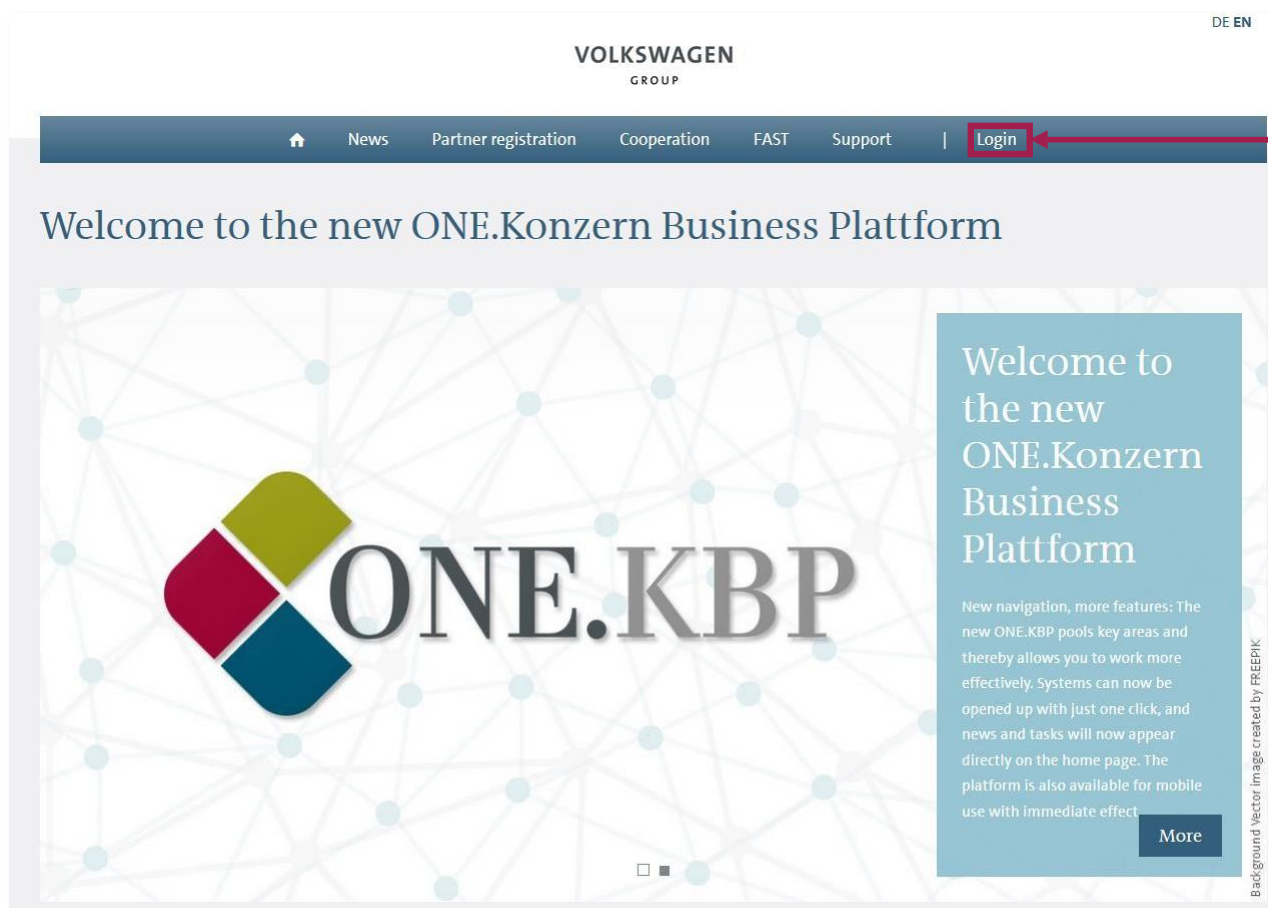 DE EN
VOLKSWAGEN
GROUP
News Partner registration Cooperation FAST Support | Login
Welcome to the new ONE.Konzern Business Plattform
ONE.KBP
Welcome to
the new
ONE.Konzern
Business
Plattform
New navigation, more features: The
new ONE.KBP pools key areas and
thereby allows you to work more
effectively. Systems can now be
opened up with just one click, and
news and tasks will now appear
directly on the home page. The
platform is also available for mobile
use with immediate effect
More
Background Vector image created by FREEPIK